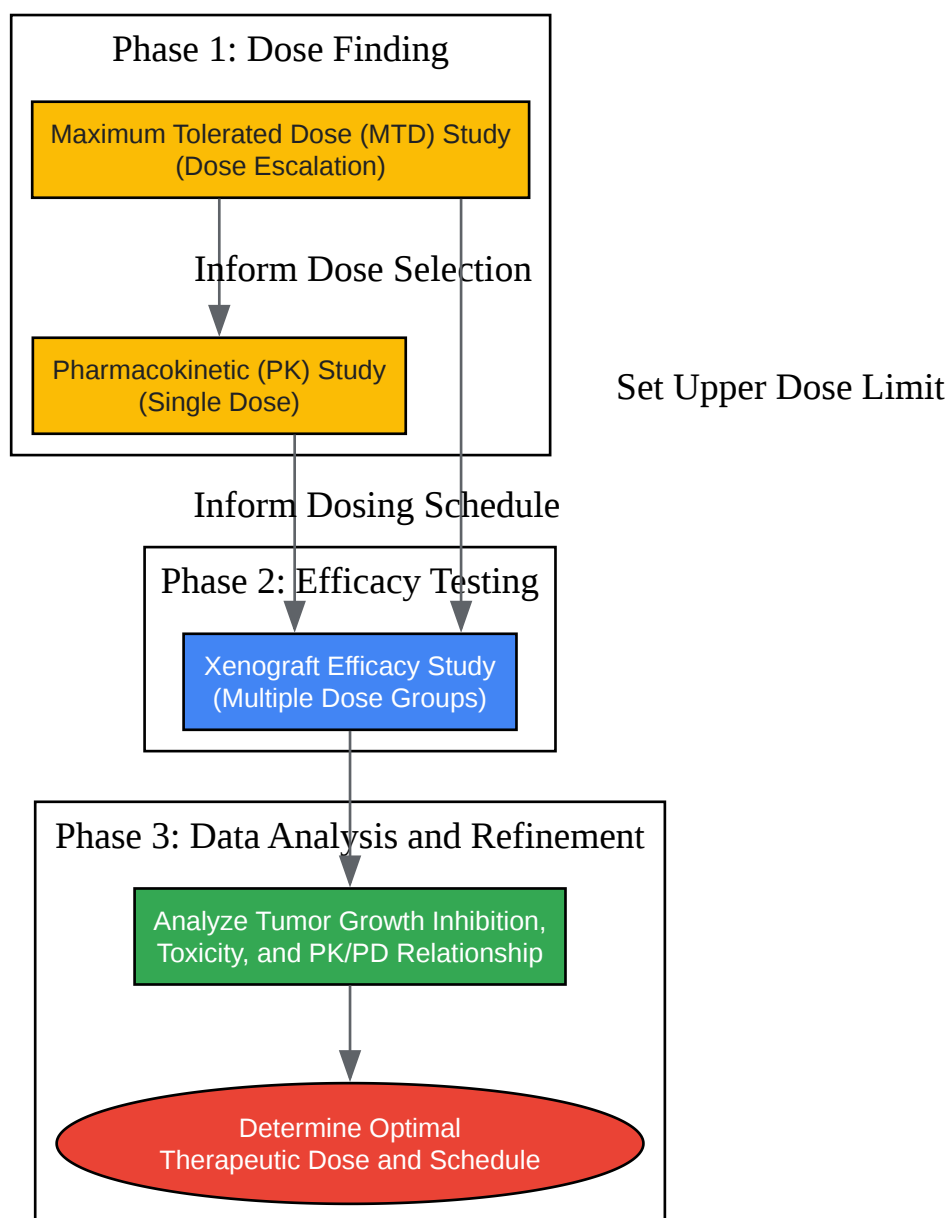 Phase 1: Dose Finding
Maximum Tolerated Dose (MTD) Study
(Dose Escalation)
Inform Dose Selection
Pharmacokinetic (PK) Study
(Single Dose)
Set Upper Dose Limit
Inform Dosing Schedule
Phase 2: Efficacy Testing
Xenograft Efficacy Study
(Multiple Dose Groups)
Phase 3: Data Analysis and Refinement
Analyze Tumor Growth Inhibition,
Toxicity, and PK/PD Relationship
Determine Optimal
Therapeutic Dose and Schedule